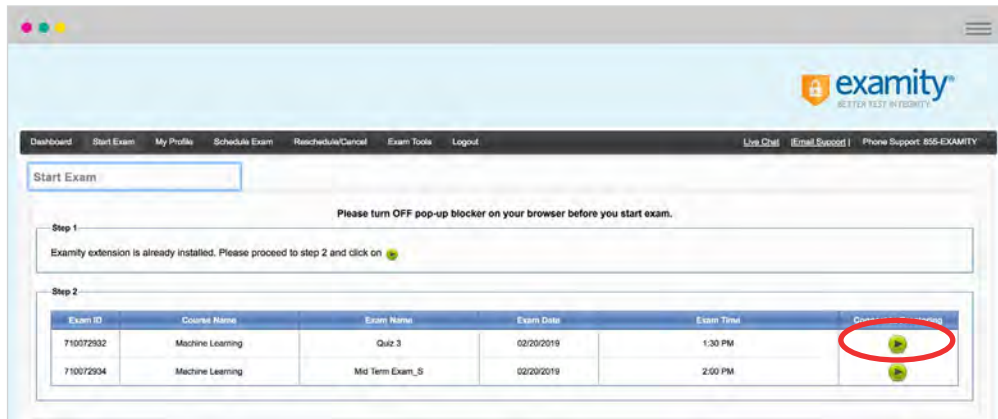 examity®
BETTER TEST INTEGRITY
Dashboard Start Exam My Profile Schedule Exam Reschedule/Cancel Exam Tools Logout Live Chat |Email Support| Phone Support 855-EXAMITY
Start Exam
Please turn OFF pop-up blocker on your browser before you start exam.
Step 1
Examity extension is already installed. Please proceed to step 2 and click on
Step 2
Exam ID Course Name Exam Name Exam Date Exam Time
710072932 Machine Learning Quiz 3 02/20/2019 1:30 PM
710072934 Machine Learning Mid Term Exam_S 02/20/2019 2:00 PM